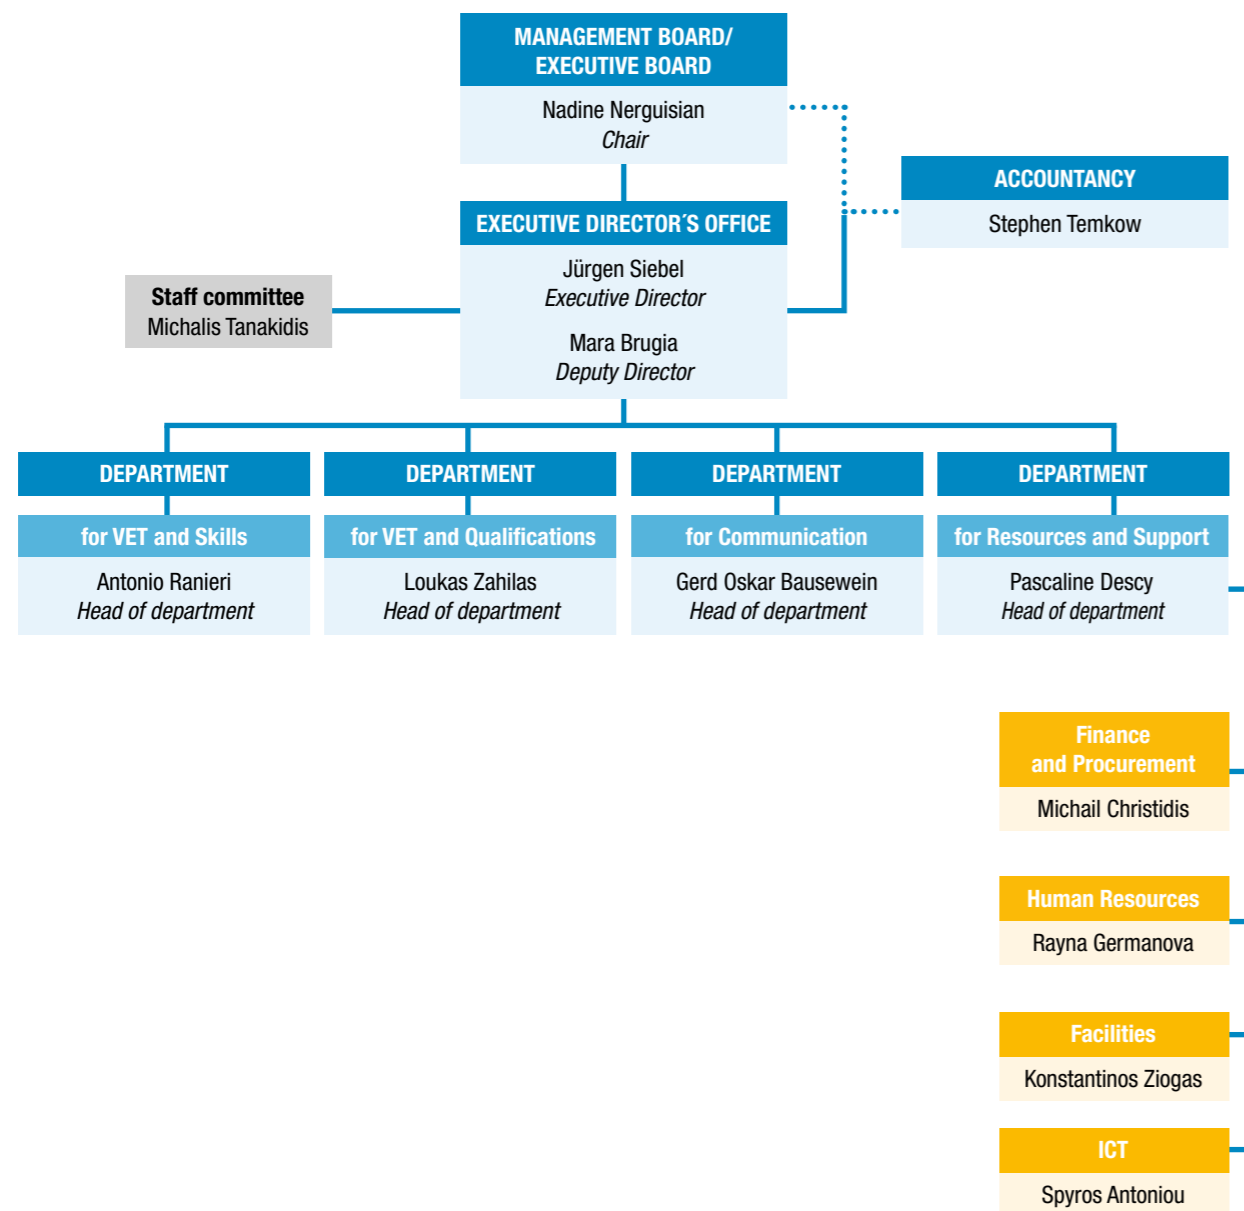 MANAGEMENT BOARD/
EXECUTIVE BOARD
Nadine Nerguisian
Chair
ACCOUNTANCY
Stephen Temkow
EXECUTIVE DIRECTOR´S OFFICE
Jürgen Siebel
Executive Director
Mara Brugia
Deputy Director
Staff committee
Michalis Tanakidis
DEPARTMENT
for VET and Skills
Antonio Ranieri
Head of department
DEPARTMENT
for VET and Qualifications
Loukas Zahilas
Head of department
DEPARTMENT
for Communication
Gerd Oskar Bausewein
Head of department
DEPARTMENT
for Resources and Support
Pascaline Descy
Head of department
Finance
and Procurement
Michail Christidis
Human Resources
Rayna Germanova
Facilities
Konstantinos Ziogas
ICT
Spyros Antoniou